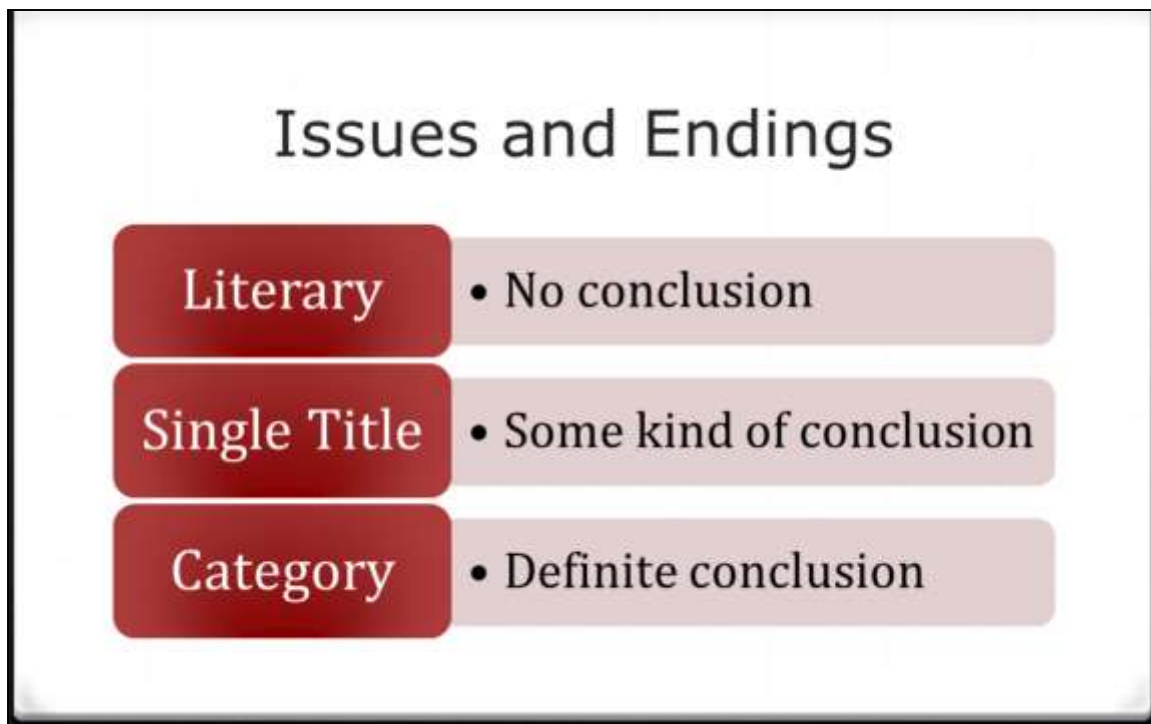 Issues and Endings
Literary
• No conclusion
Single Title
• Some kind of conclusion
Category
• Definite conclusion